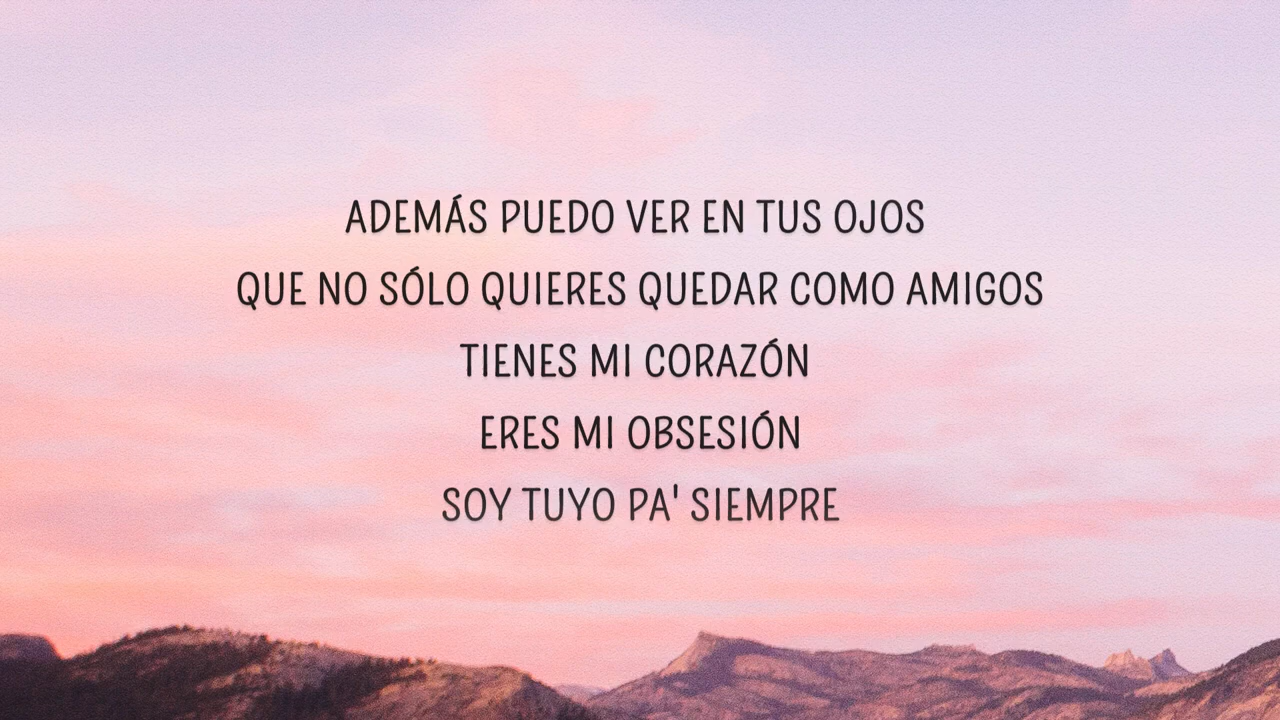 ADEMÁS PUEDO VER EN TUS OJOS
QUE NO SÓLO QUIERES QUEDAR COMO AMIGOS
TIENES MI CORAZÓN
ERES MI OBSESIÓN
SOY TUYO PA' SIEMPRE